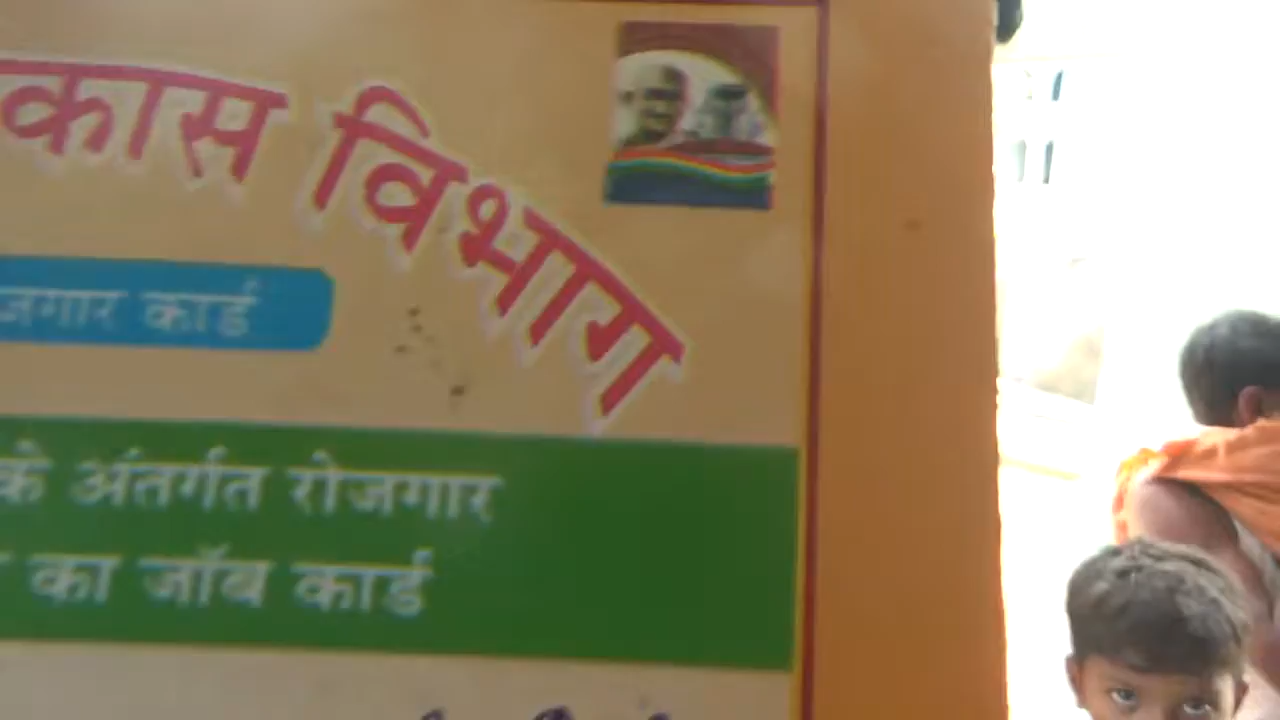 कास विभाग
जगार कार्ड
के अंतर्गत रोजगार
का जॉब कार्ड